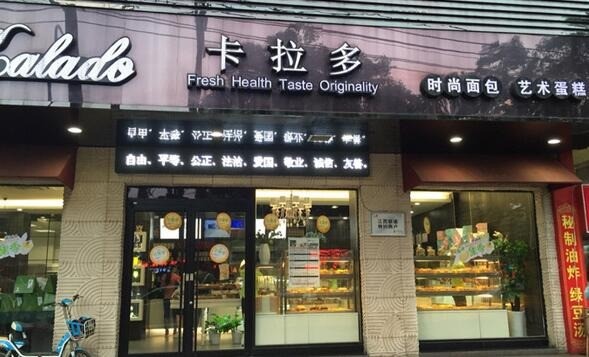 Kalado
卡拉多
Fresh Health Taste Originality
时尚面包 艺术蛋糕
自由、平等、公正、法治、爱国、敬业、诚信、友善、
秘制油炸 绿豆汤